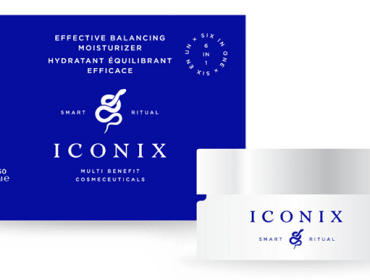 EFFECTIVE BALANCING
MOISTURIZER
HYDRATANT ÉQUILIBRANT
EFFICACE
SIX IN ONE • SIX EN UN •
6
IN
1
SMART RITUAL
ICONIX
MULTI BENEFIT
COSMECEUTICALS
ICONIX
SMART RITUAL